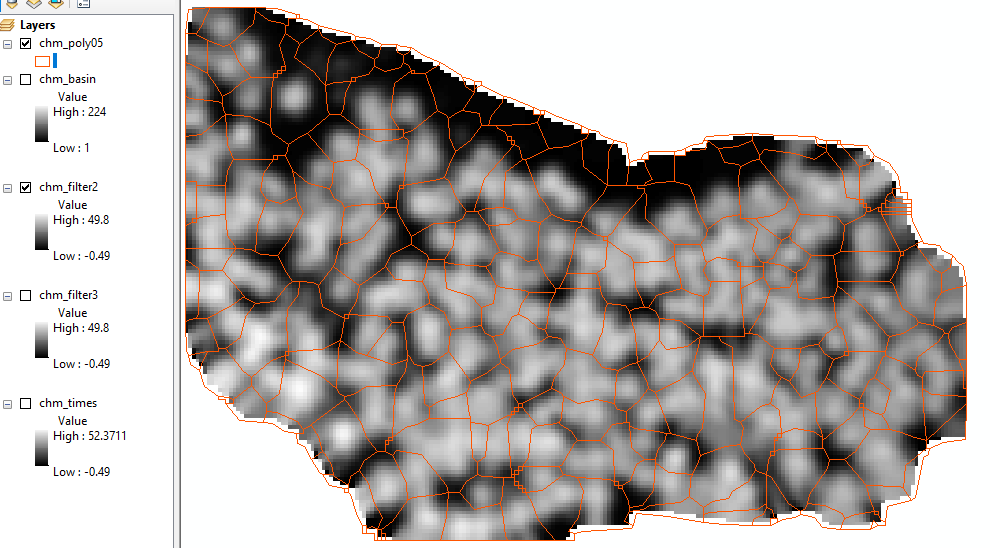 Layers
chm_poly05
chm_basin
Value
High : 224
Low : 1
chm_filter2
Value
High : 49.8
Low : -0.49
chm_filter3
Value
High : 49.8
Low : -0.49
chm_times
Value
High : 52.3711
Low : -0.49